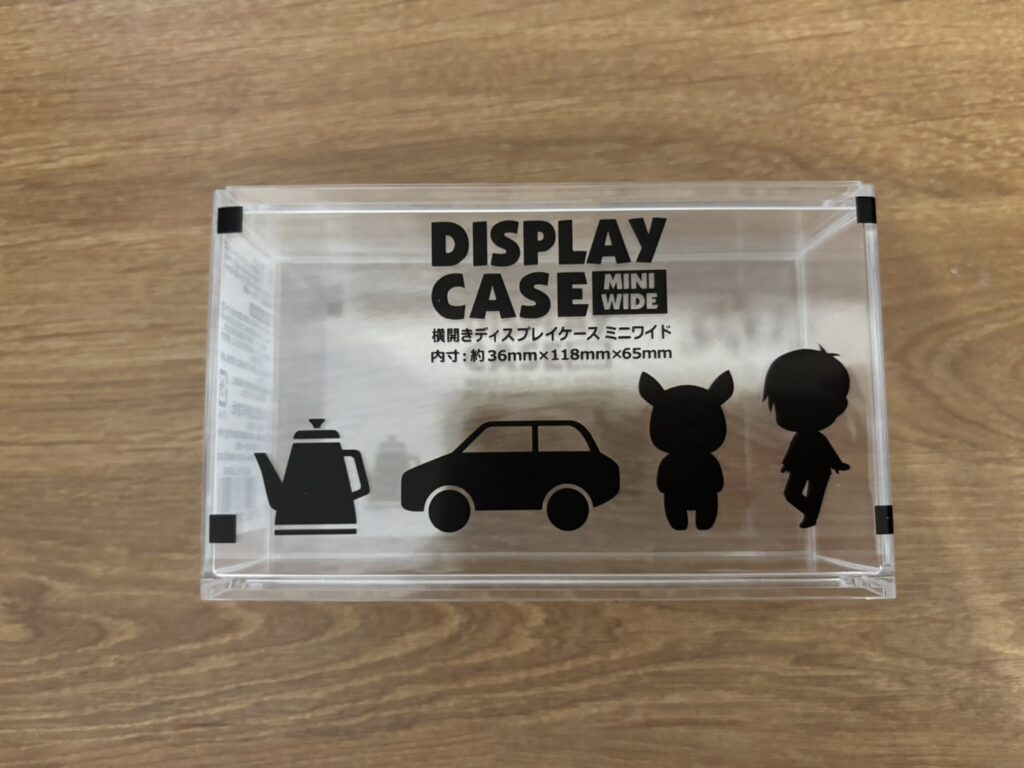 DISPLAY
CASE MINI WIDE
横開きディスプレイケース ミニワイド
内寸：約36mm×118mm×65mm